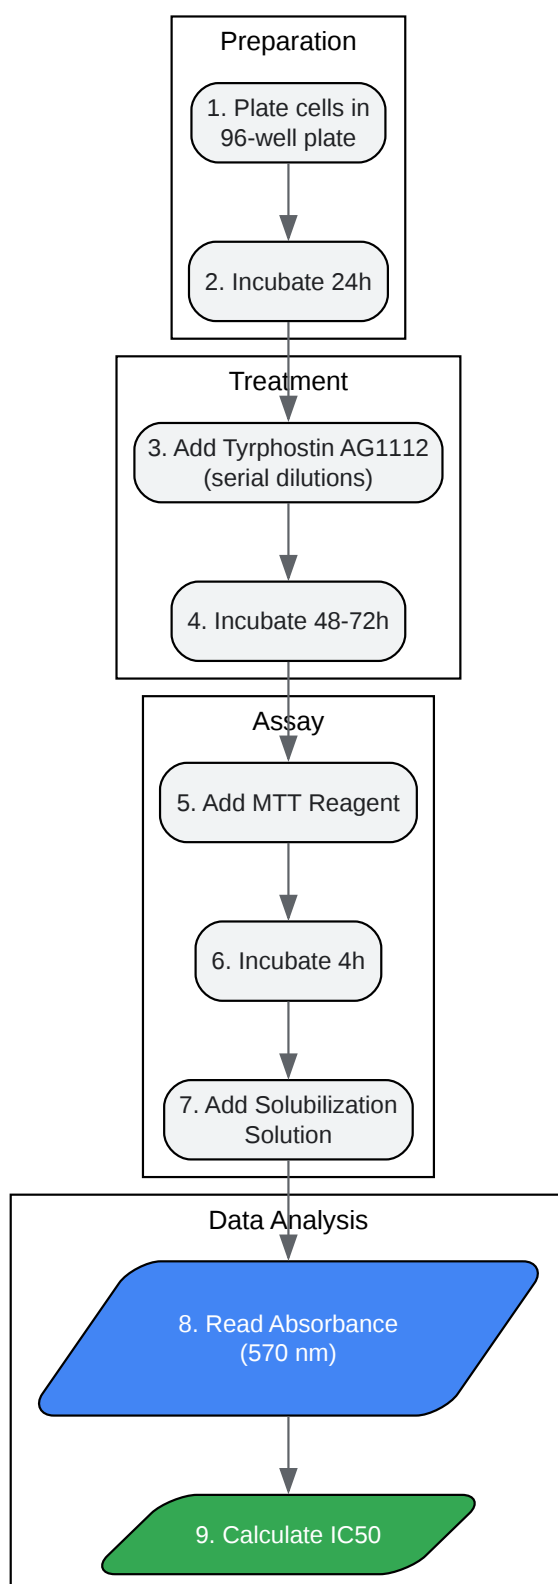 Preparation
1. Plate cells in
96-well plate
2. Incubate 24h
Treatment
3. Add Tyrphostin AG1112
(serial dilutions)
4. Incubate 48-72h
Assay
5. Add MTT Reagent
6. Incubate 4h
7. Add Solubilization
Solution
Data Analysis
8. Read Absorbance
(570 nm)
9. Calculate IC50